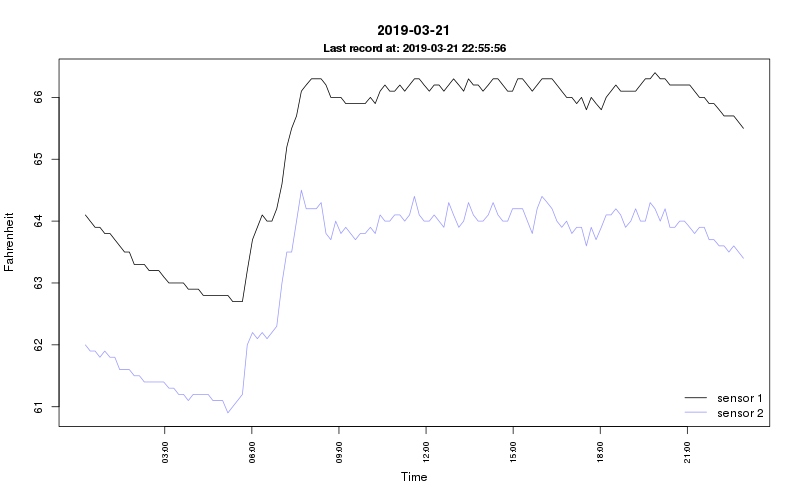 2019-03-21
Last record at: 2019-03-21 22:55:56
Fahrenheit
66
65
64
63
62
61
sensor 1
sensor 2
03:00
06:00
09:00
12:00
15:00
18:00
21:00
Time